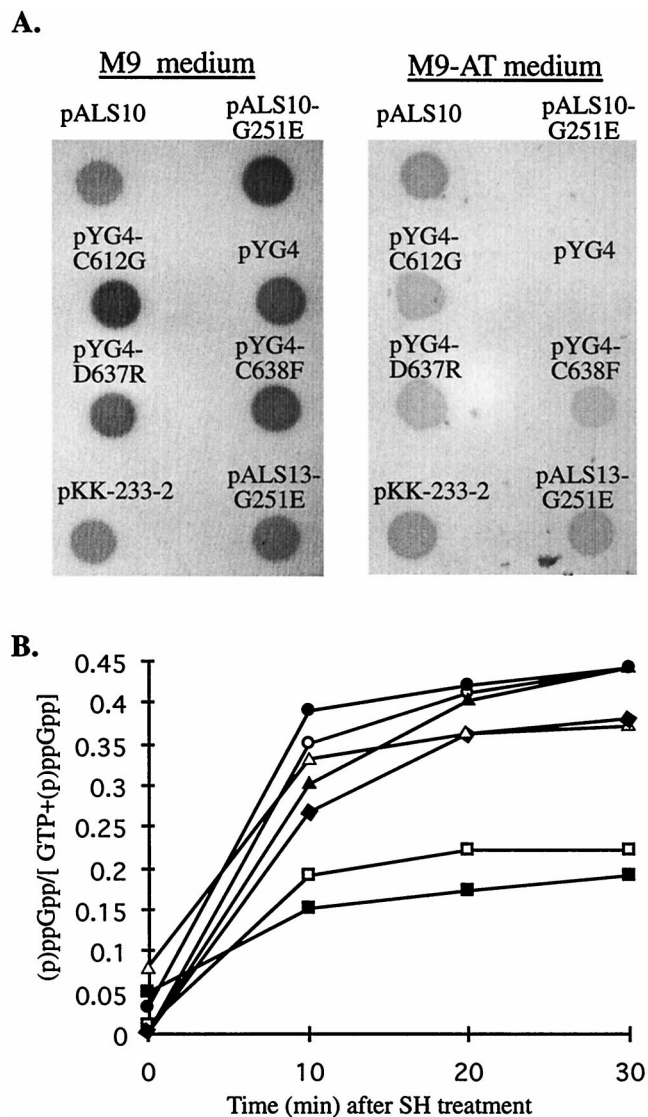 A.
M9 medium
M9-AT medium
pALS10
pALS10-
G251E
pALS10
pALS10-
G251E
pYG4-
C612G
pYG4
pYG4-
C612G
pYG4
pYG4-
D637R
pYG4-
C638F
pYG4-
D637R
pYG4-
C638F
pKK-233-2
pALS13-
G251E
pKK-233-2
pALS13-
G251E
B.
(p)ppGpp/[ GTP+(p)ppGpp]
0.45
0.4
0.35
0.3
0.25
0.2
0.15
0.1
0.05
0
0
10
20
30
Time (min) after SH treatment